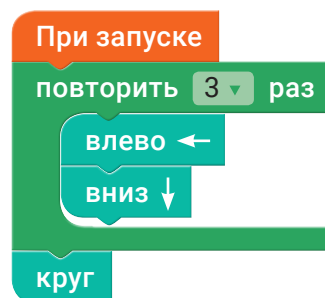 При запуске
повторить 3 раз
влево
вниз
круг